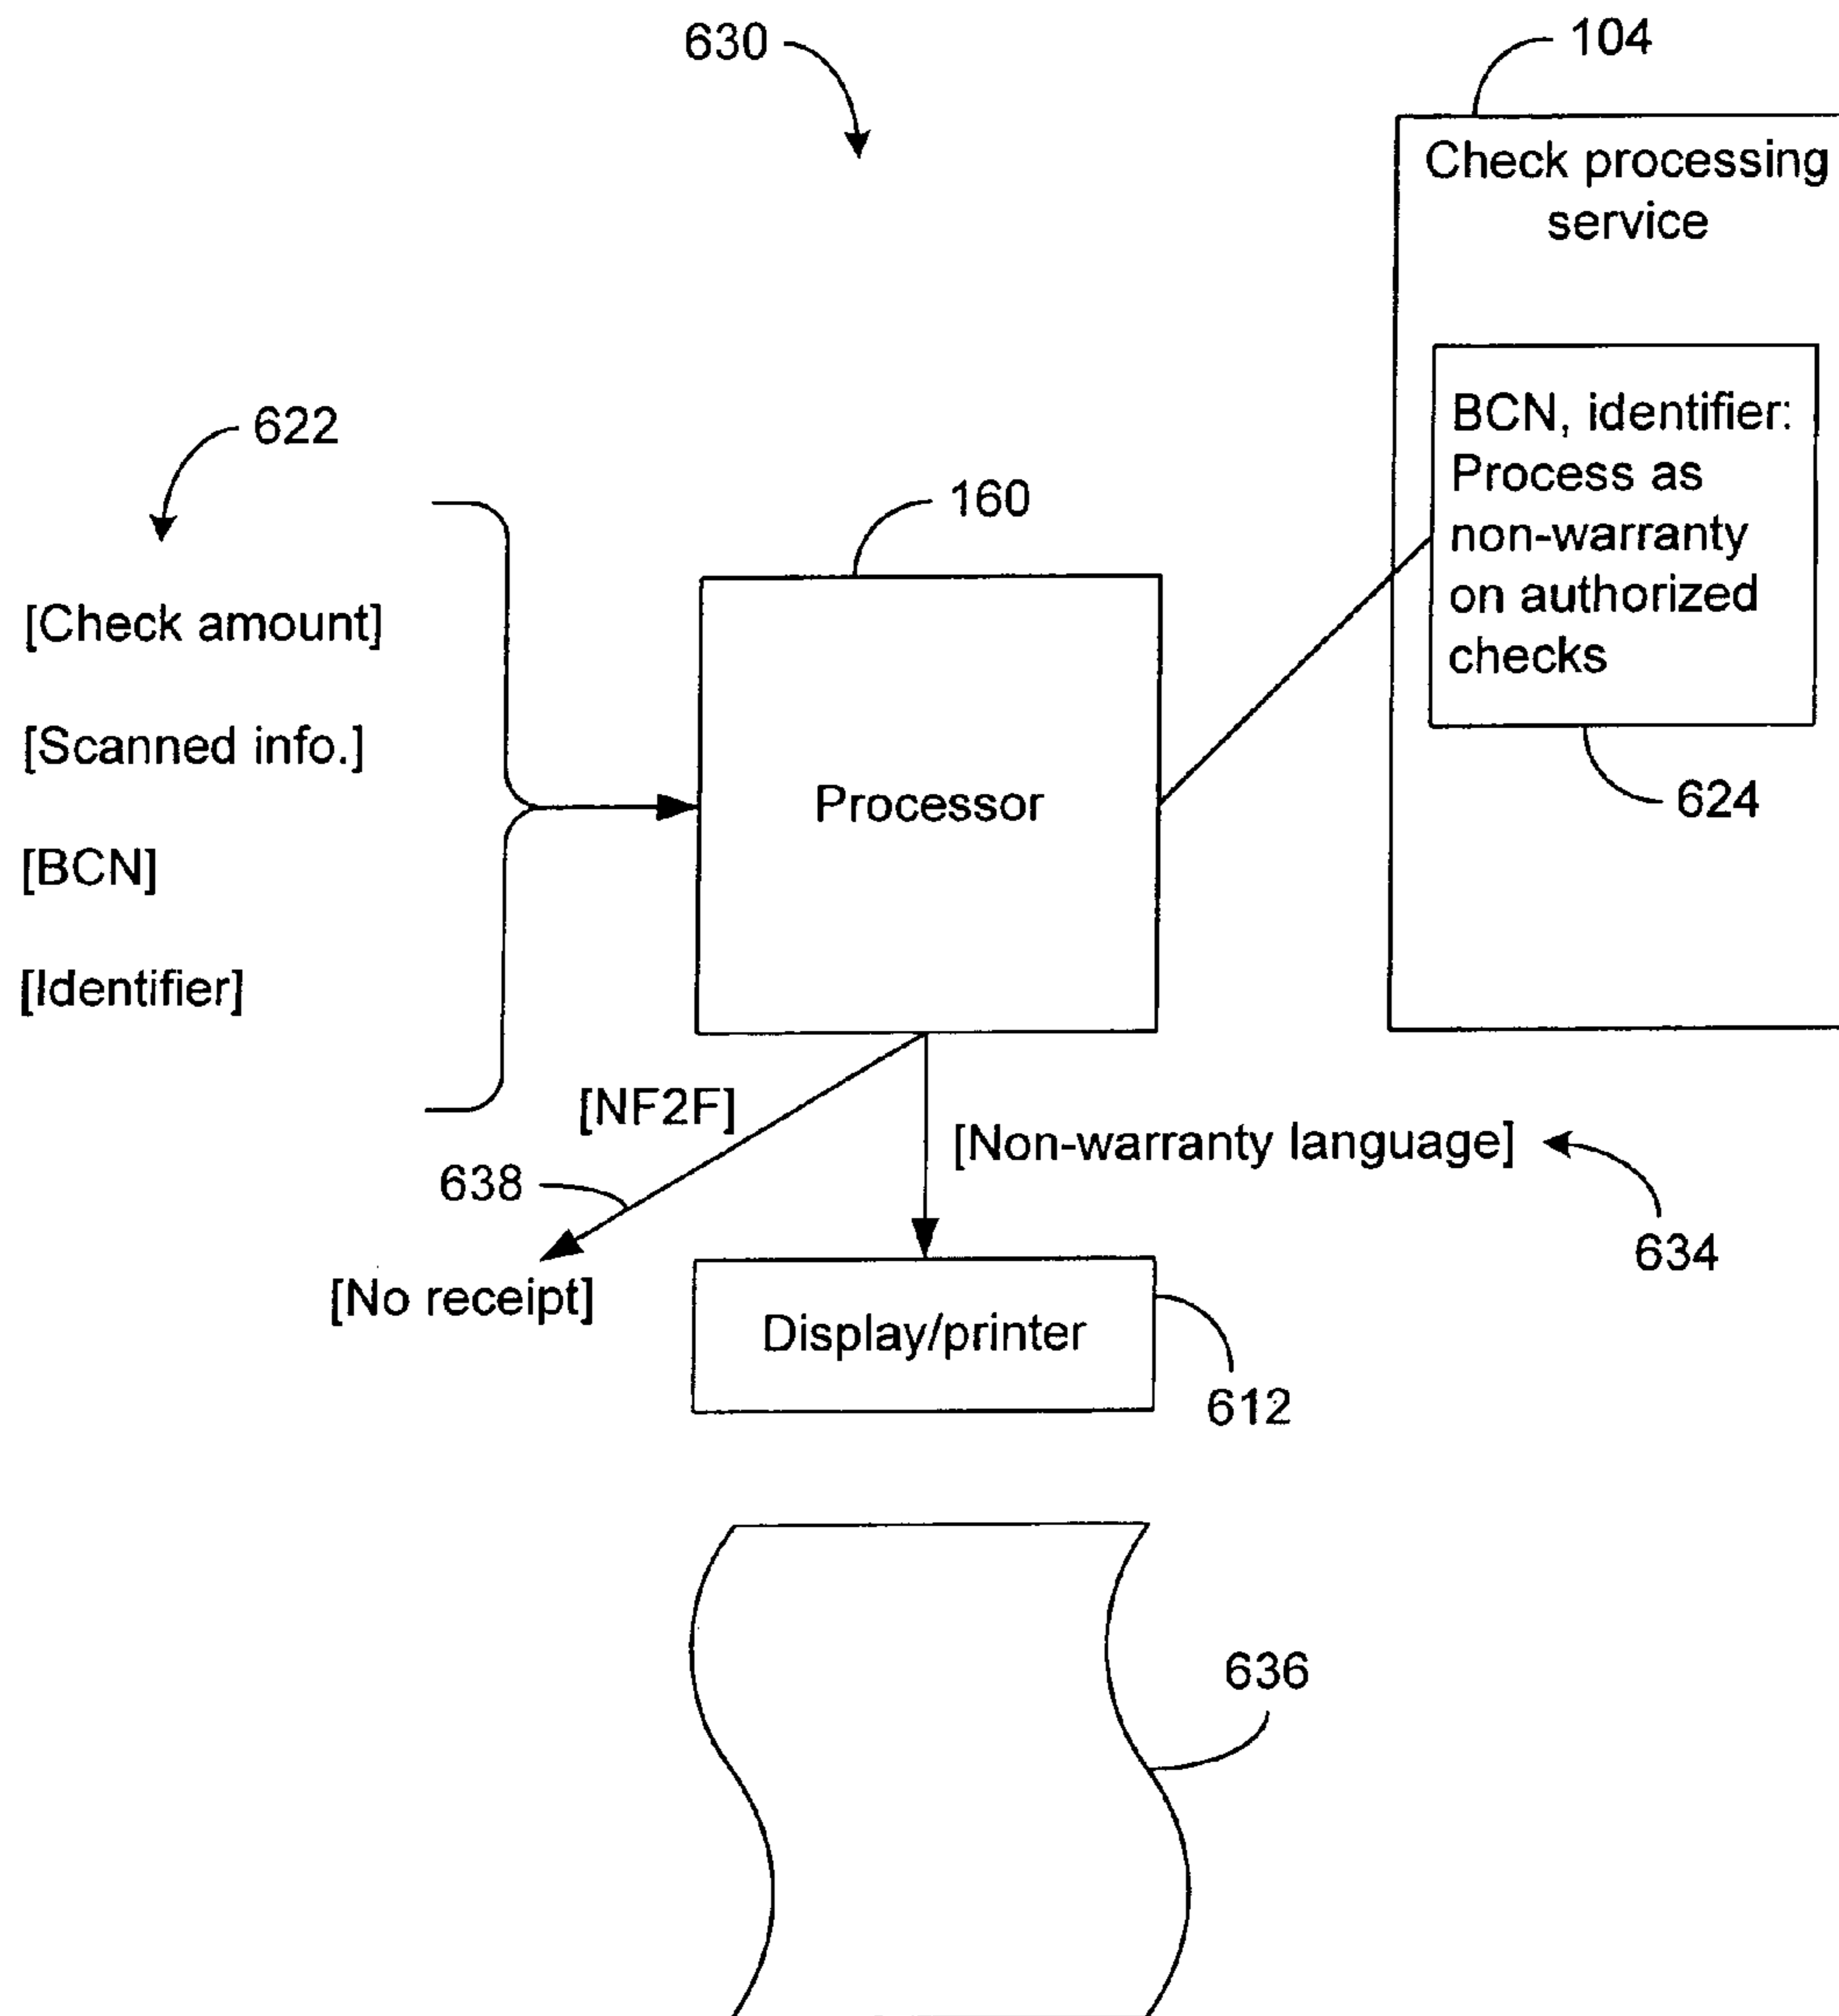 630
104
Check processing
service
622
BCN, identifier:
Process as
non-warranty
on authorized
checks
160
[Check amount]
[Scanned info.]
Processor
624
[BCN]
[Identifier]
[NF2F]
[Non-warranty language]
638
634
[No receipt]
Display/printer
612
636